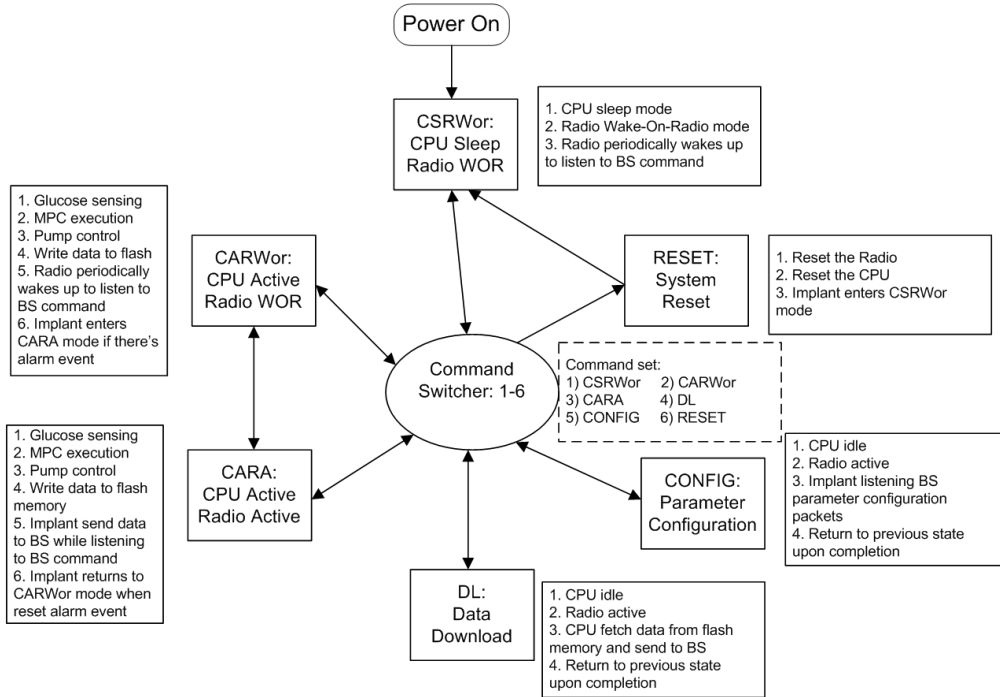 Power On
CSRWor:
CPU Sleep
Radio WOR
1. CPU sleep mode
2. Radio Wake-On-Radio mode
3. Radio periodically wakes up
to listen to BS command
1. Glucose sensing
2. MPC execution
3. Pump control
4. Write data to flash
5. Radio periodically
wakes up to listen to
BS command
6. Implant enters
CARA mode if there's
alarm event
CARWor:
CPU Active
Radio WOR
RESET:
System
Reset
1. Reset the Radio
2. Reset the CPU
3. Implant enters CSRWor
mode
Command
Switcher: 1-6
Command set:
1) CSRWor 2) CARWor
3) CARA 4) DL
5) CONFIG 6) RESET
1. Glucose sensing
2. MPC execution
3. Pump control
4. Write data to flash
memory
5. Implant send data
to BS while listening
to BS command
6. Implant returns to
CARWor mode when
reset alarm event
CARA:
CPU Active
Radio Active
CONFIG:
Parameter
Configuration
1. CPU idle
2. Radio active
3. Implant listening BS
parameter configuration
packets
4. Return to previous state
upon completion
DL:
Data
Download
1. CPU idle
2. Radio active
3. CPU fetch data from flash
memory and send to BS
4. Return to previous state
upon completion